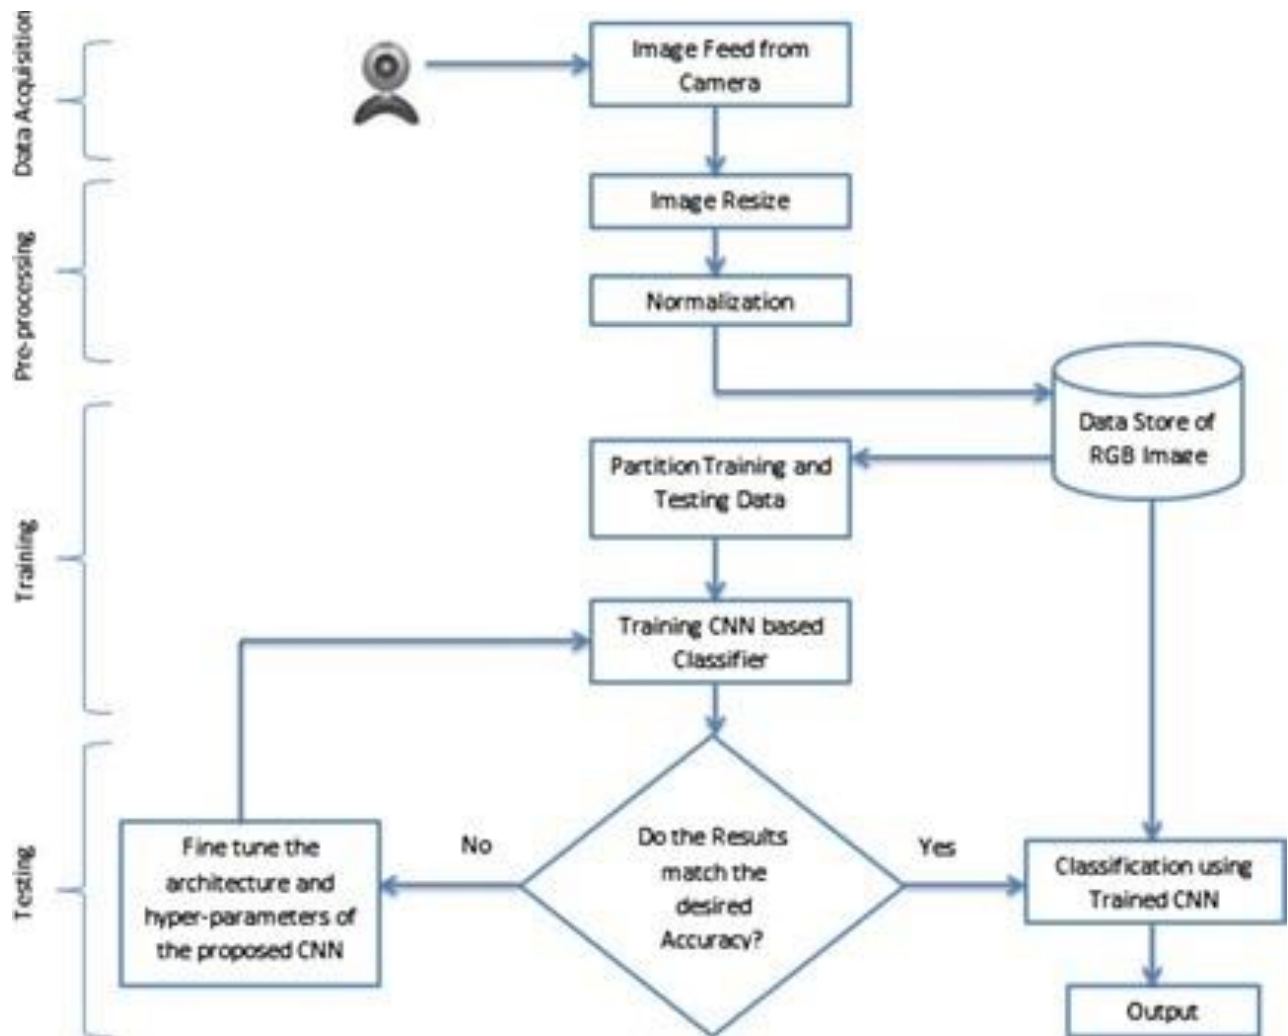 Data Acquisition
Image Feed from
Camera
Pre-processing
Image Resize
Normalization
Data Store of
RGB Image
Training
Partition Training and
Testing Data
Training CNN based
Classifier
Testing
Fine tune the
architecture and
hyper-parameters of
the proposed CNN
No
Do the Results
match the
desired
Accuracy?
Yes
Classification using
Trained CNN
Output